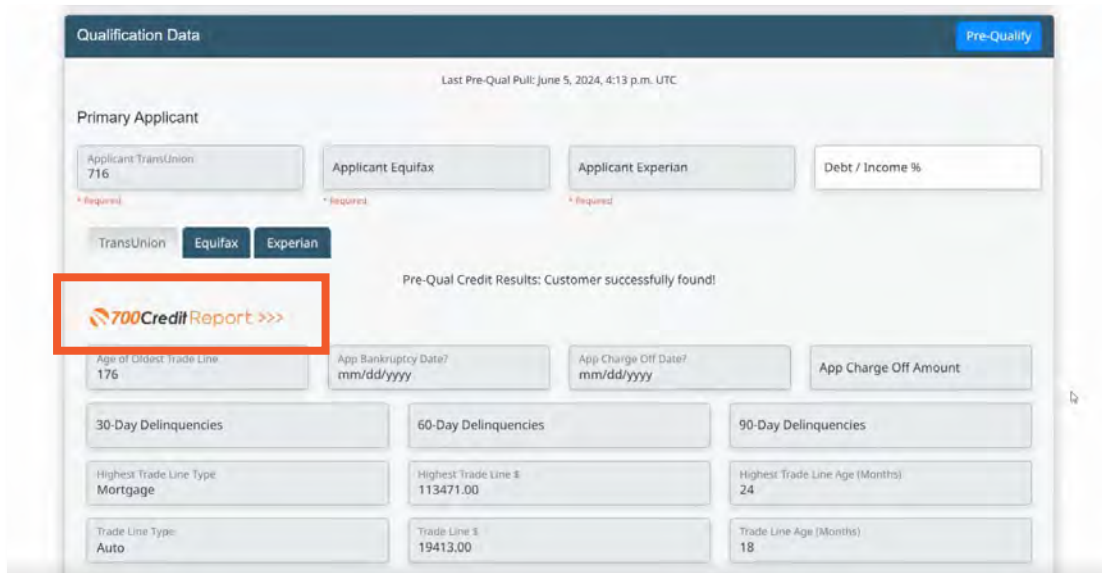 Qualification Data
Pre-Qualify
Last Pre-Qual Pull: June 5, 2024, 4:13 p.m. UTC
Primary Applicant
Applicant TransUnion
716
Applicant Equifax
Applicant Experian
Debt / Income %
* Required
* Required
* Required
TransUnion
Equifax
Experian
Pre-Qual Credit Results: Customer successfully found!
700Credit Report >>>
Age of Oldest Trade Line
176
App Bankruptcy Date?
mm/dd/yyyy
App Charge Off Date?
mm/dd/yyyy
App Charge Off Amount
30-Day Delinquencies
60-Day Delinquencies
90-Day Delinquencies
Highest Trade Line Type
Mortgage
Highest Trade Line $
113471.00
Highest Trade Line Age (Months)
24
Trade Line Type
Auto
Trade Line $
19413.00
Trade Line Age (Months)
18